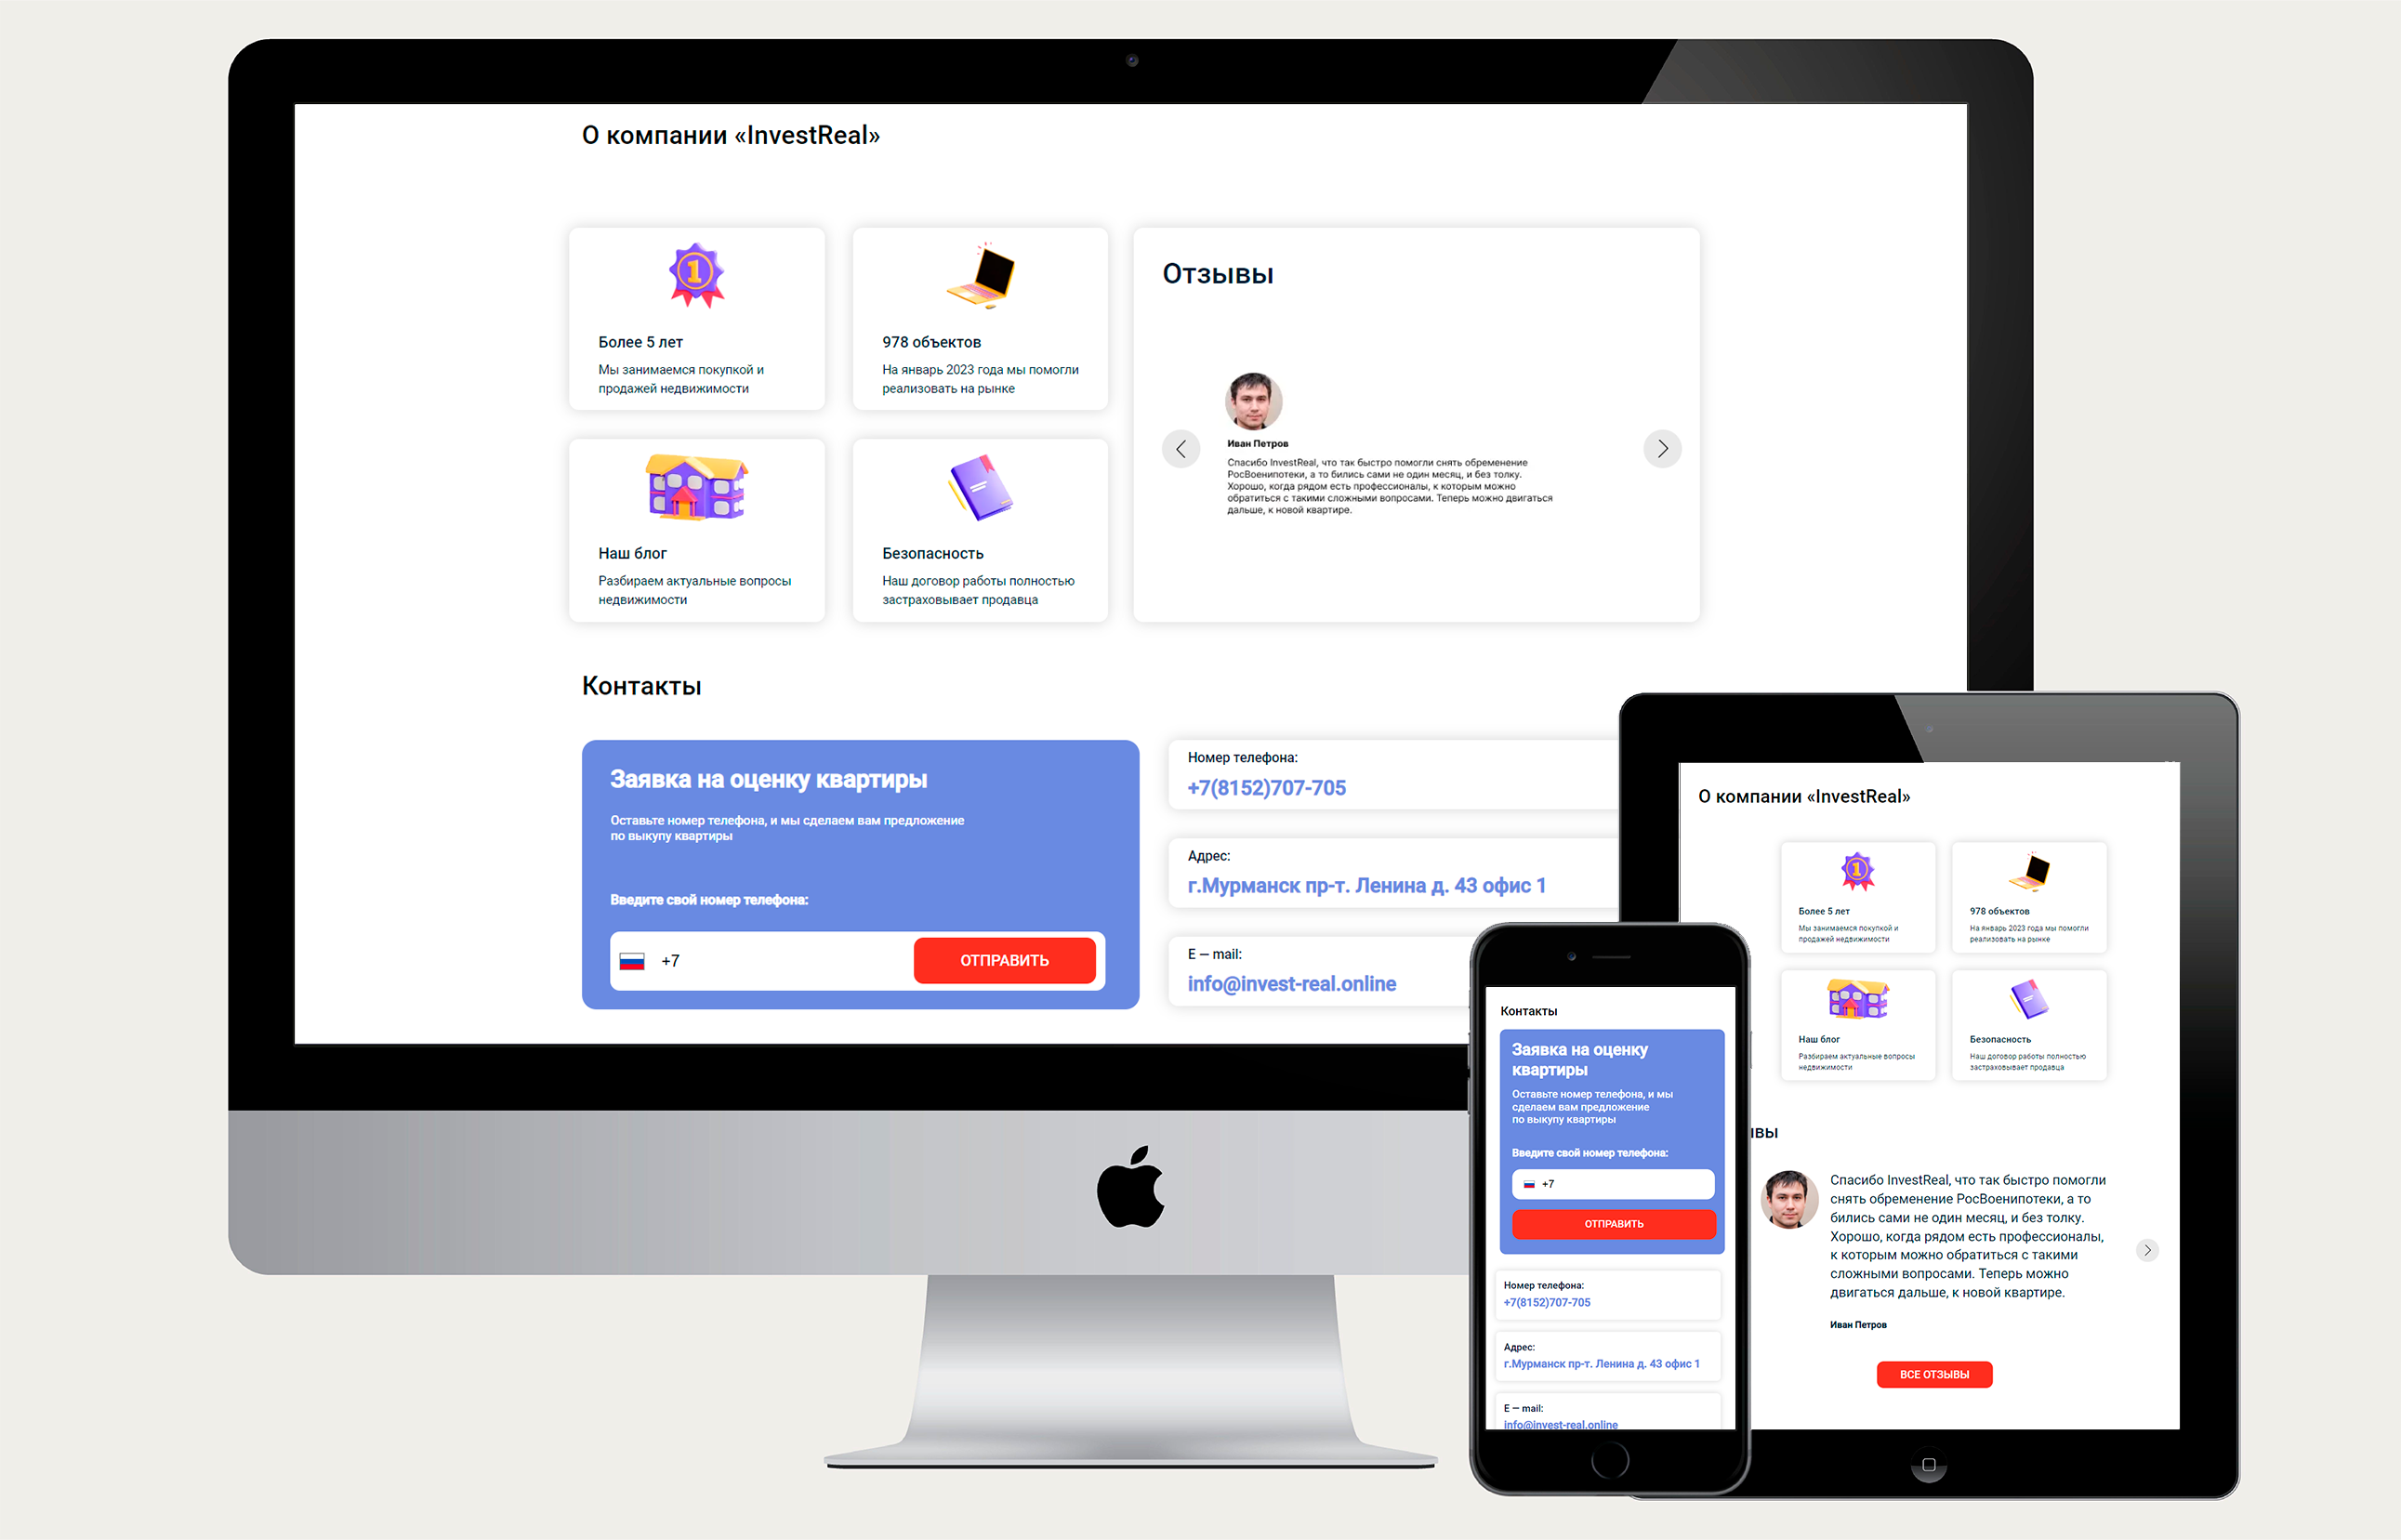 О компании «InvestReal»
1
Более 5 лет
Мы занимаемся покупкой и
продажей недвижимости
978 объектов
На январь 2023 года мы помогли
реализовать на рынке
Наш блог
Разбираем актуальные вопросы
недвижимости
Безопасность
Наш договор работы полностью
застраховывает продавца
Отзывы
Иван Петров
Спасибо InvestReal, что так быстро помогли снять обременение
РосВоенипотеки, а то бились сами не один месяц, и без толку.
Хорошо, когда рядом есть профессионалы, к которым можно
обратиться с такими сложными вопросами. Теперь можно двигаться
дальше, к новой квартире.
Контакты
Заявка на оценку квартиры
Оставьте номер телефона, и мы сделаем вам предложение
по выкупу квартиры
Введите свой номер телефона:
+7
ОТПРАВИТЬ
Номер телефона:
+7(8152)707-705
Адрес:
г.Мурманск пр-т. Ленина д. 43 офис 1
E — mail:
info@invest-real.online
Контакты
Заявка на оценку
квартиры
Оставьте номер телефона, и мы
сделаем вам предложение
по выкупу квартиры
Введите свой номер телефона:
+7
ОТПРАВИТЬ
Номер телефона:
+7(8152)707-705
Адрес:
г.Мурманск пр-т. Ленина д. 43 офис 1
E — mail:
info@invest-real.online
О компании «InvestReal»
1
Более 5 лет
Мы занимаемся покупкой и
продажей недвижимости
978 объектов
На январь 2023 года мы помогли
реализовать на рынке
Наш блог
Разбираем актуальные вопросы
недвижимости
Безопасность
Наш договор работы полностью
застраховывает продавца
ывы
Спасибо InvestReal, что так быстро помогли
снять обременение РосВоенипотеки, а то
бились сами не один месяц, и без толку.
Хорошо, когда рядом есть профессионалы,
к которым можно обратиться с такими
сложными вопросами. Теперь можно
двигаться дальше, к новой квартире.
Иван Петров
ВСЕ ОТЗЫВЫ